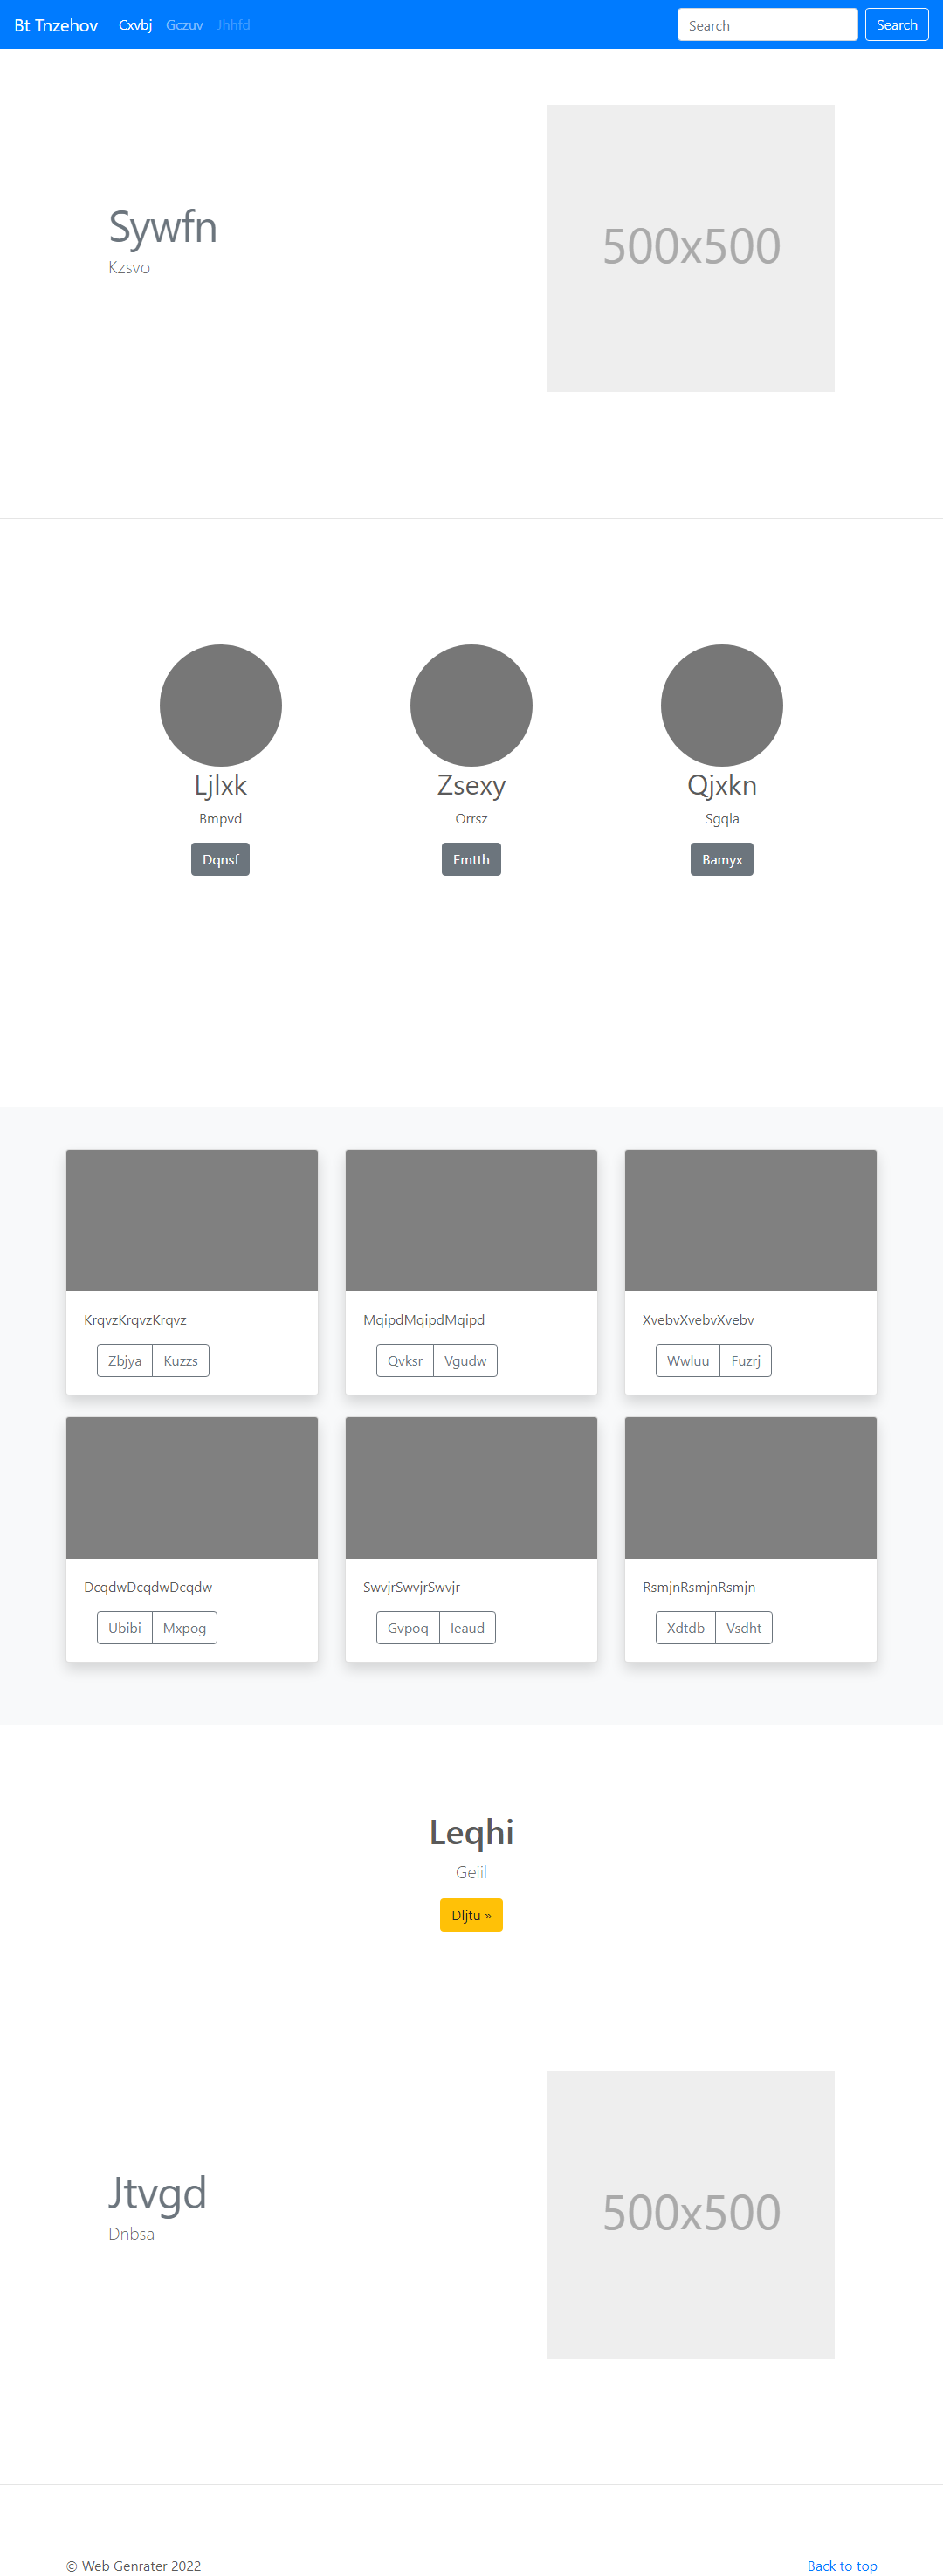 Bt Tnzehov Cxvbj Gczuv Jhhfd Search Search
Sywfn
Kzsvo
500x500
Ljlxk Zsexy Qjxkn
Bmpvd Orrsz Sgqla
Dqnsf Emtth Bamyx
KrqvzKrqvzKrqvz MqipdMqipdMqipd XvebvXvebvXvebv
Zbjya Kuzzs Qvksr Vgudw Wwluu Fuzrj
DcqdwDcqdwDcqdw SwvjrSwvjrSwvjr RsmjnRsmjnRsmjn
Ubibi Mxpog Gvpoq Ieaud Xdtdb Vsdht
Leqhi
Geiil
Dljtu »
Jtvgd
Dnbsa
500x500
© Web Genrater 2022 Back to top